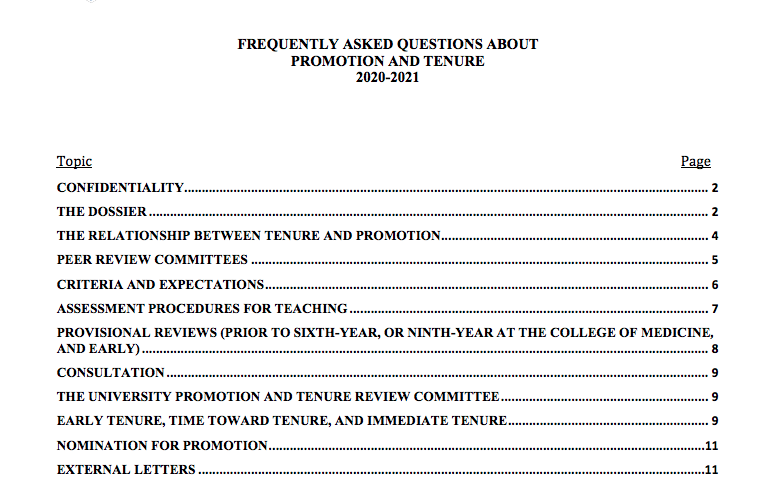 FREQUENTLY ASKED QUESTIONS ABOUT
PROMOTION AND TENURE
2020-2021
Topic Page
CONFIDENTIALITY 2
THE DOSSIER 2
THE RELATIONSHIP BETWEEN TENURE AND PROMOTION 4
PEER REVIEW COMMITTEES 5
CRITERIA AND EXPECTATIONS 6
ASSESSMENT PROCEDURES FOR TEACHING 7
PROVISIONAL REVIEWS (PRIOR TO SIXTH-YEAR, OR NINTH-YEAR AT THE COLLEGE OF MEDICINE,
AND EARLY) 8
CONSULTATION 9
THE UNIVERSITY PROMOTION AND TENURE REVIEW COMMITTEE 9
EARLY TENURE, TIME TOWARD TENURE, AND IMMEDIATE TENURE 9
NOMINATION FOR PROMOTION 11
EXTERNAL LETTERS 11